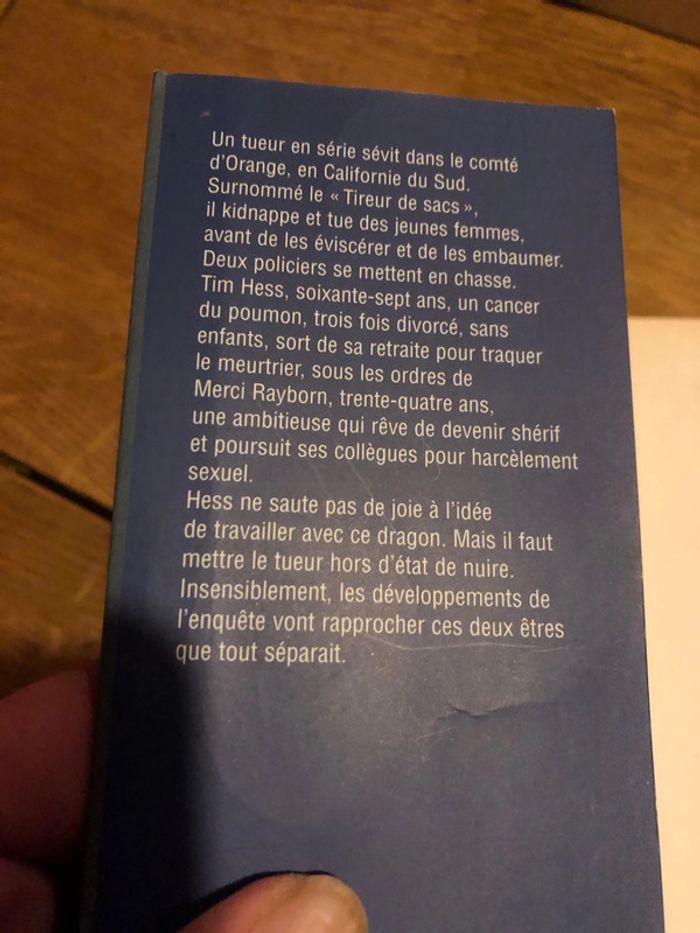 Un tueur en série sévit dans le comté
d'Orange, en Californie du Sud.
Surnommé le « Tireur de sacs »,
il kidnappe et tue des jeunes femmes,
avant de les éviscérer et de les embaumer.
Deux policiers se mettent en chasse.
Tim Hess, soixante-sept ans, un cancer
du poumon, trois fois divorcé, sans
enfants, sort de sa retraite pour traquer
le meurtrier, sous les ordres de
Merci Rayborn, trente-quatre ans,
une ambitieuse qui rêve de devenir shérif
et poursuit ses collègues pour harcèlement
sexuel.
Hess ne saute pas de joie à l'idée
de travailler avec ce dragon. Mais il faut
mettre le tueur hors d'état de nuire.
Insensiblement, les développements de
l'enquête vont rapprocher ces deux êtres
que tout séparait.